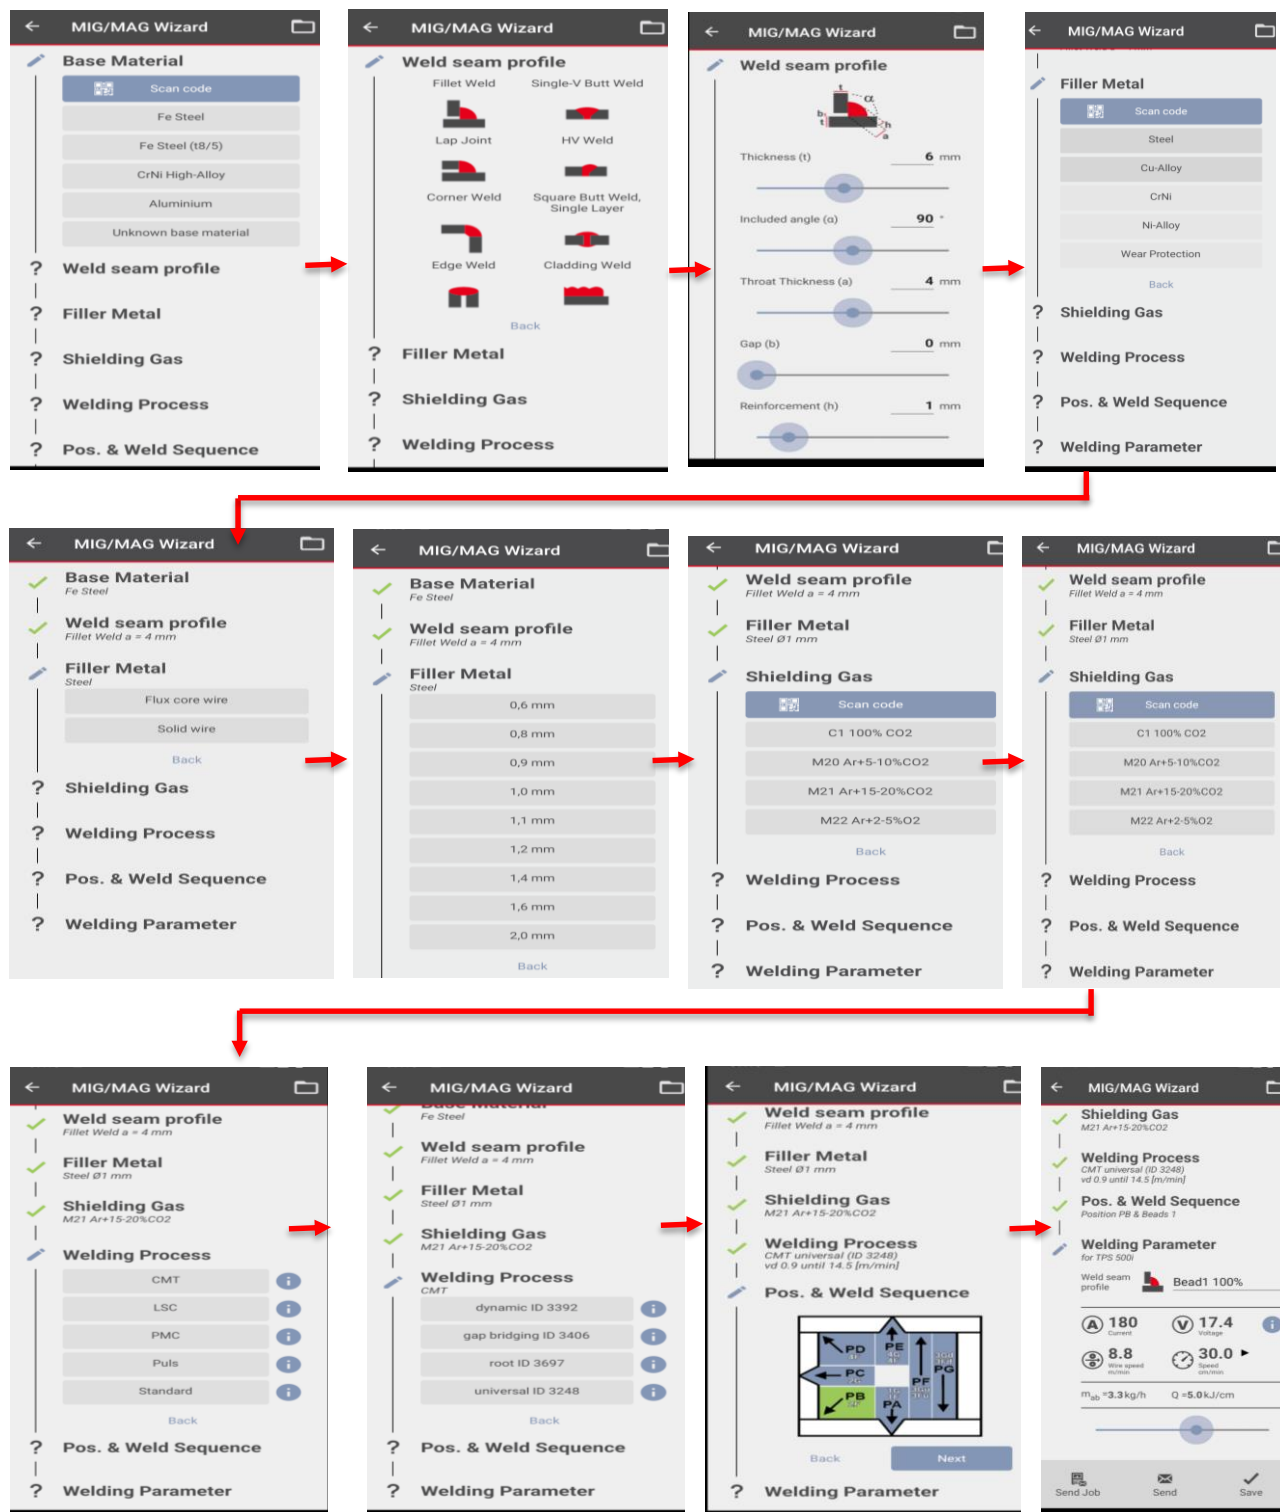 MIG/MAG Wizard
Base Material
Scan code
Fe Steel
Fe Steel (t8/5)
CrNi High-Alloy
Aluminium
Unknown base material
? Weld seam profile
? Filler Metal
? Shielding Gas
? Welding Process
? Pos. & Weld Sequence
MIG/MAG Wizard
Weld seam profile
Fillet Weld Single-V Butt Weld
Lap Joint HV Weld
Corner Weld Square Butt Weld,
Single Layer
Edge Weld Cladding Weld
Back
? Filler Metal
? Shielding Gas
? Welding Process
MIG/MAG Wizard
Weld seam profile
t
α
b
t
h
a
Thickness (t) 6 mm
Included angle (α) 90 °
Throat Thickness (a) 4 mm
Gap (b) 0 mm
Reinforcement (h) 1 mm
MIG/MAG Wizard
Filler Metal
Scan code
Steel
Cu-Alloy
CrNi
Ni-Alloy
Wear Protection
Back
? Shielding Gas
? Welding Process
? Pos. & Weld Sequence
? Welding Parameter
MIG/MAG Wizard
Base Material
Fe Steel
Weld seam profile
Fillet Weld a = 4 mm
Filler Metal
Steel
Flux core wire
Solid wire
Back
? Shielding Gas
? Welding Process
? Pos. & Weld Sequence
? Welding Parameter
MIG/MAG Wizard
Base Material
Fe Steel
Weld seam profile
Fillet Weld a = 4 mm
Filler Metal
Steel
0,6 mm
0,8 mm
0,9 mm
1,0 mm
1,1 mm
1,2 mm
1,4 mm
1,6 mm
2,0 mm
Back
MIG/MAG Wizard
Weld seam profile
Fillet Weld a = 4 mm
Filler Metal
Steel Ø1 mm
Shielding Gas
Scan code
C1 100% CO2
M20 Ar+5-10%CO2
M21 Ar+15-20%CO2
M22 Ar+2-5%O2
Back
? Welding Process
? Pos. & Weld Sequence
? Welding Parameter
MIG/MAG Wizard
Weld seam profile
Fillet Weld a = 4 mm
Filler Metal
Steel Ø1 mm
Shielding Gas
Scan code
C1 100% CO2
M20 Ar+5-10%CO2
M21 Ar+15-20%CO2
M22 Ar+2-5%O2
Back
? Welding Process
? Pos. & Weld Sequence
? Welding Parameter
MIG/MAG Wizard
Weld seam profile
Fillet Weld a = 4 mm
Filler Metal
Steel Ø1 mm
Shielding Gas
M21 Ar+15-20%CO2
Welding Process
CMT
LSC
PMC
Puls
Standard
Back
? Pos. & Weld Sequence
? Welding Parameter
MIG/MAG Wizard
Base Material
Fe Steel
Weld seam profile
Fillet Weld a = 4 mm
Filler Metal
Steel Ø1 mm
Shielding Gas
M21 Ar+15-20%CO2
Welding Process
CMT
dynamic ID 3392
gap bridging ID 3406
root ID 3697
universal ID 3248
Back
? Pos. & Weld Sequence
? Welding Parameter
MIG/MAG Wizard
Weld seam profile
Fillet Weld a = 4 mm
Filler Metal
Steel Ø1 mm
Shielding Gas
M21 Ar+15-20%CO2
Welding Process
CMT universal (ID 3248)
vd 0.9 until 14.5 [m/min]
Pos. & Weld Sequence
PD
PE
PG
PC
PF
PB
PA
Back Next
? Welding Parameter
MIG/MAG Wizard
Shielding Gas
M21 Ar+15-20%CO2
Welding Process
CMT universal (ID 3248)
vd 0.9 until 14.5 [m/min]
Pos. & Weld Sequence
Position PB & Beads 1
Welding Parameter
for TPS 500i
Weld seam
profile
Bead1 100%
A 180 Current
V 17.4 Voltage
8.8 Wire speed m/min
30.0 Speed cm/min
mab =3.3kg/h Q =5.0kJ/cm
Send Job Send Save